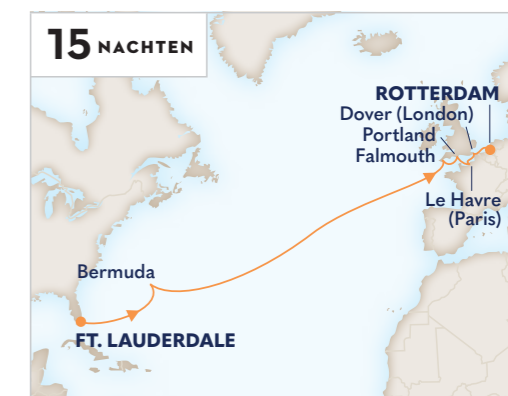 15 NACHTEN
ROTTERDAM
Dover (London)
Portland
Falmouth
Le Havre
(Paris)
Bermuda
FT. LAUDERDALE